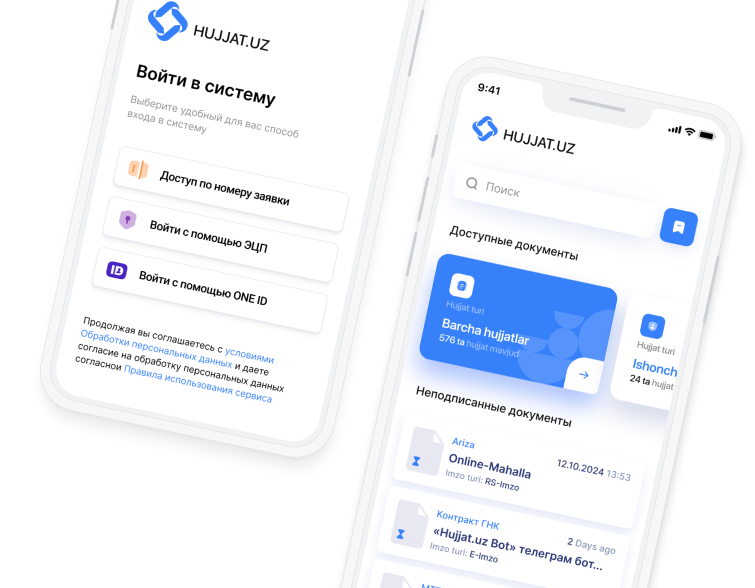 HUJJAT.UZ
Войти в систему
Выберите удобный для вас способ
входа в систему
Доступ по номеру заявки
Войти с помощью ЭЦП
ID
Войти с помощью ONE ID
Продолжая вы соглашаетесь с условиями
Обработки персональных данных и даете
согласие на обработку персональных данных
согласнои Правила использования сервиса
9:41
HUJJAT.UZ
Поиск
Доступные документы
Hujjat turi
Barcha hujjatlar
576 ta hujjat mavjud
Hujjat turi
Ishonch
24 ta hujjat
Неподписанные документы
Ariza
12.10.2024 13:53
Online-Mahalla
Imzo turi: RS-Imzo
Контракт ГНК
2 Days ago
«Hujjat.uz Bot» телеграм бот...
Imzo turi: E-Imzo